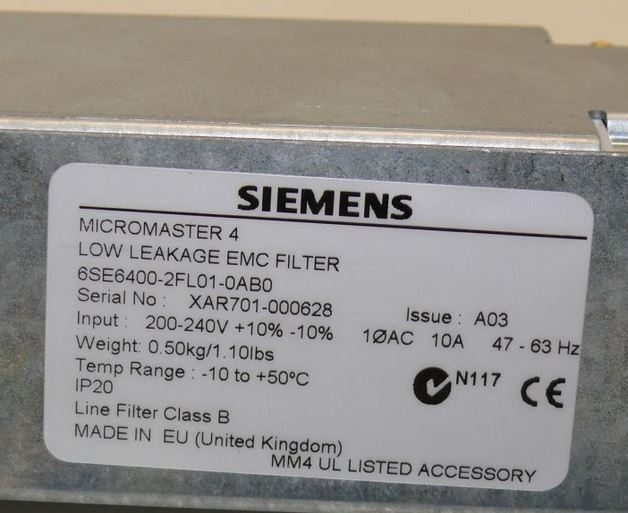 SIEMENS
MICROMASTER 4
LOW LEAKAGE EMC FILTER
6SE6400-2FL01-0AB0
Serial No : XAR701-000628 Issue : A03
Input : 200-240V +10% -10% 1ØAC 10A 47 - 63 Hz
Weight: 0.50kg/1.10lbs
Temp Range : -10 to +50ºC
N117 CE
IP20
Line Filter Class B
MADE IN EU (United Kingdom)
MM4 UL LISTED ACCESSORY